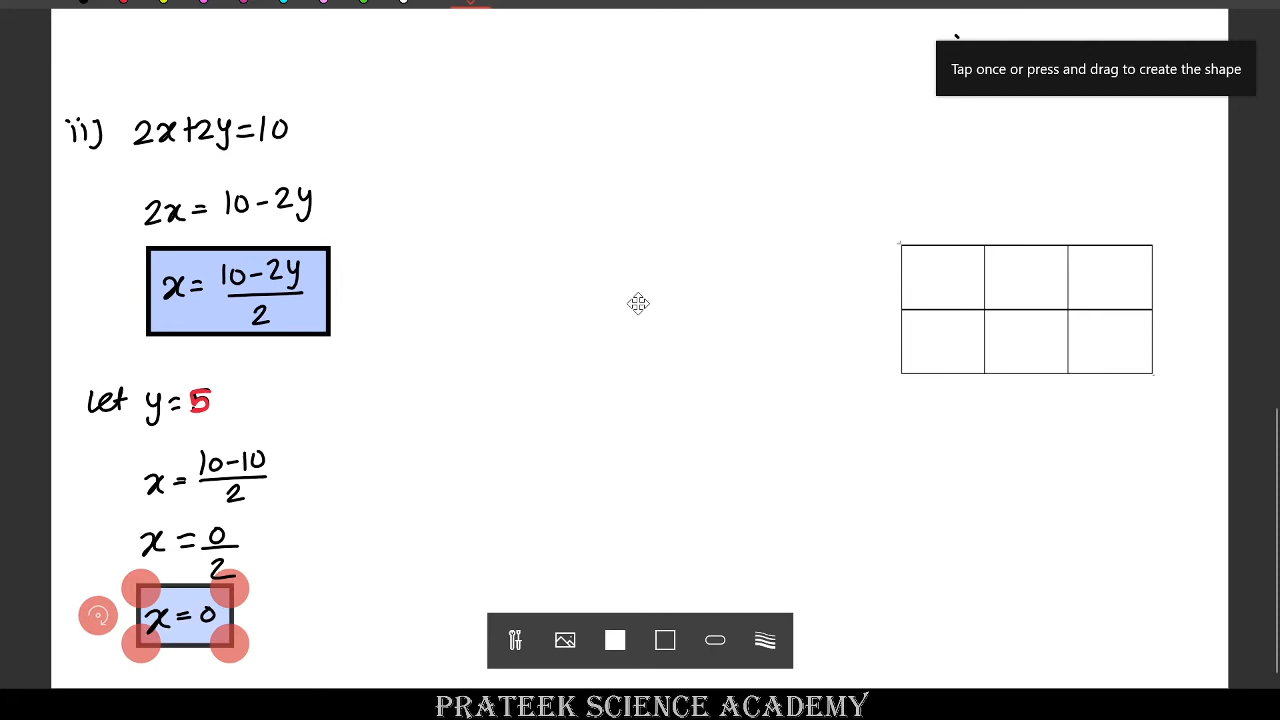 Tap once or press and drag to create the shape
ii) 2x+2y=10
2x = 10-2y
x = 10-2y
2
Let y = 5
x = 10-10
2
x = 0
2
x = 0
PRATEEK SCIENCE ACADEMY